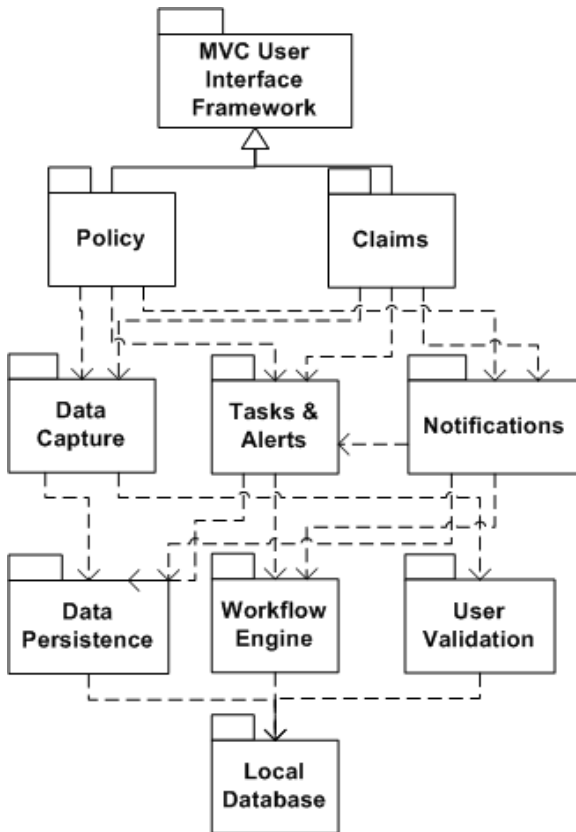 MVC User
Interface
Framework
Policy
Claims
Data
Capture
Tasks &
Alerts
Notifications
Data
Persistence
Workflow
Engine
User
Validation
Local
Database